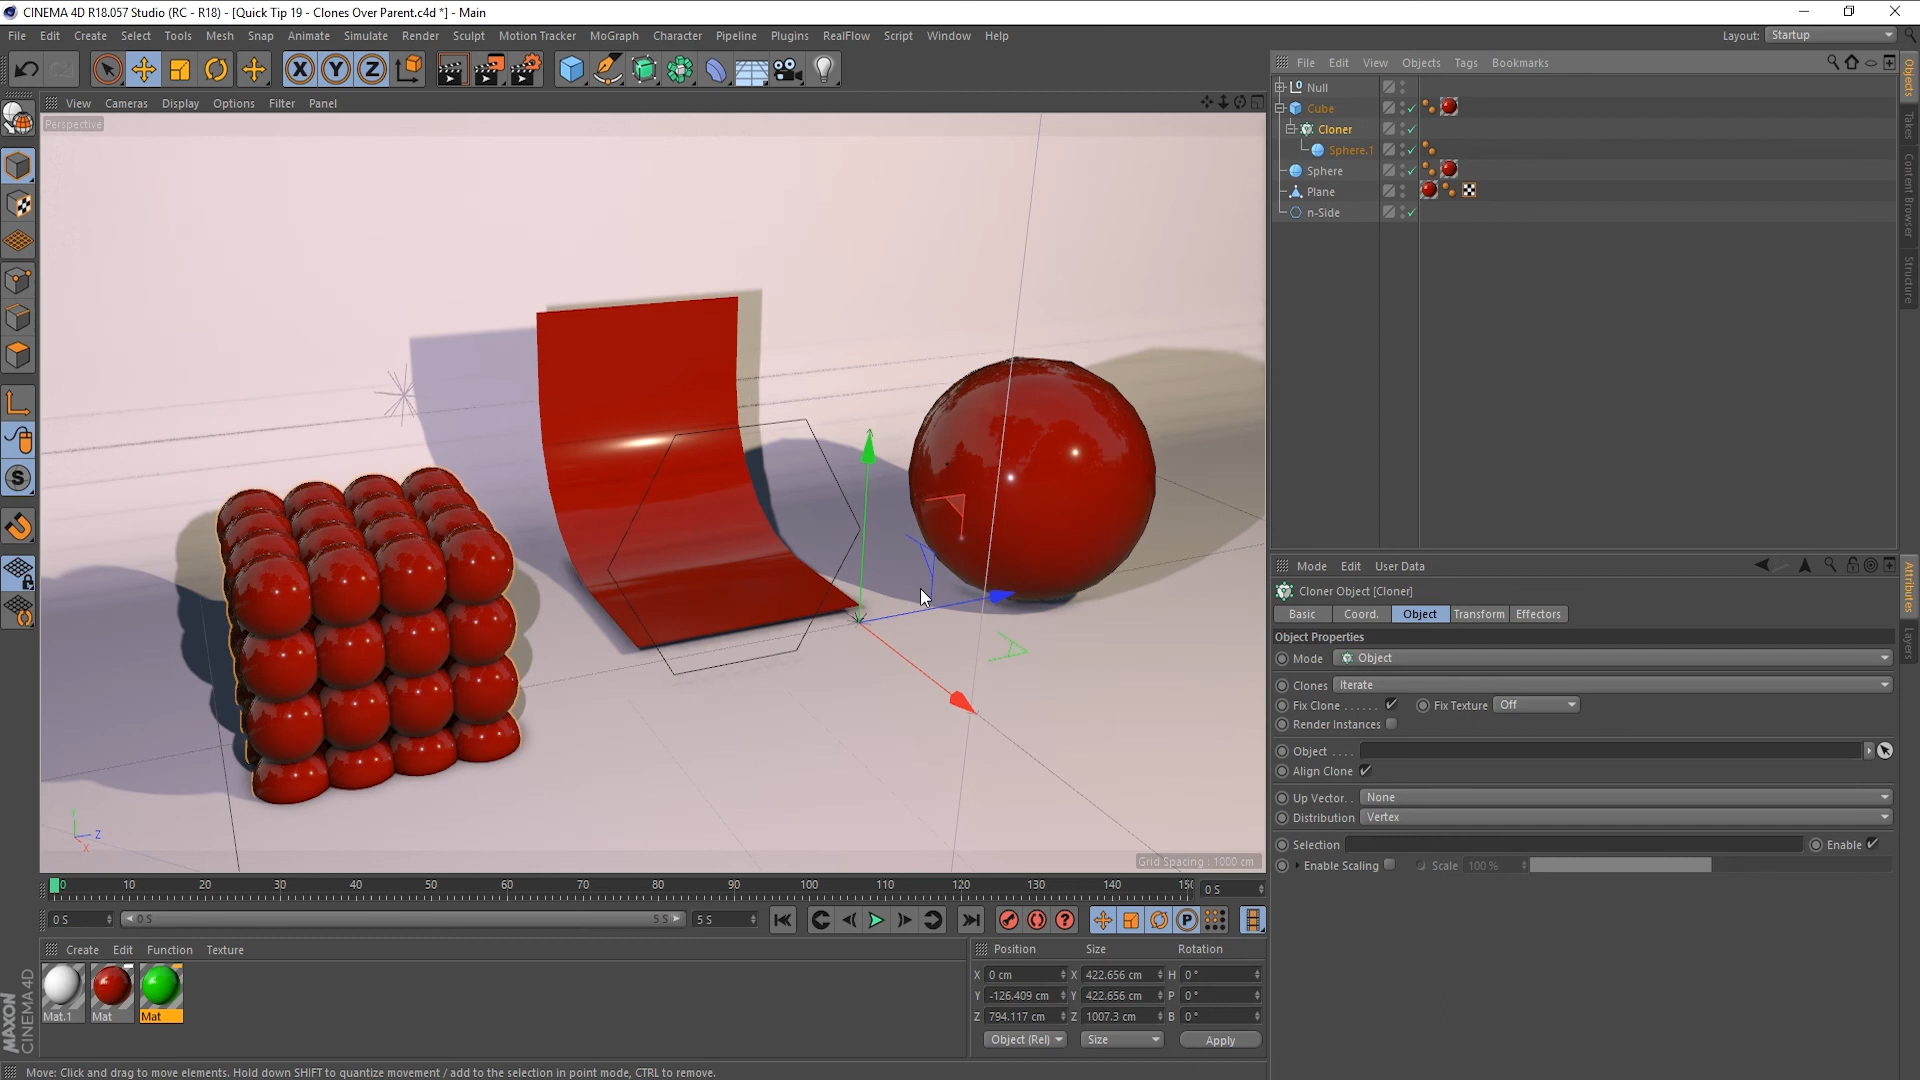 CINEMA 4D R18.057 Studio (RC - R18) - [Quick Tip 19 - Clones Over Parent.c4d *] - Main
File Edit Create Select Tools Mesh Snap Animate Simulate Render Sculpt Motion Tracker MoGraph Character Pipeline Plugins RealFlow Script Window Help
Layout: Startup
X Y Z
View Cameras Display Options Filter Panel
Perspective
File Edit View Objects Tags Bookmarks
Null
Cube
Cloner
Sphere.1
Sphere
Plane
n-Side
Objects
Takes
Content Browser
Structure
Mode Edit User Data
Cloner Object [Cloner]
Basic Coord. Object Transform Effectors
Object Properties
Mode Object
Clones Iterate
Fix Clone ...... Fix Texture Off
Render Instances
Object ....
Align Clone
Up Vector. . None
Distribution Vertex
Selection Enable
Enable Scaling Scale 100 %
Attributes
Layers
Y
Z
X
Grid Spacing : 1000 cm
0 10 20 30 40 50 60 70 80 90 100 110 120 130 140 150 0 S
0 S 0 S 5 S 5 S
Create Edit Function Texture
Mat.1 Mat Mat
Position Size Rotation
X 0 cm X 422.656 cm H 0 °
Y -126.409 cm Y 422.656 cm P 0 °
Z 794.117 cm Z 1007.3 cm B 0 °
Object (Rel) Size Apply
MAXON
CINEMA 4D
Move: Click and drag to move elements. Hold down SHIFT to quantize movement / add to the selection in point mode, CTRL to remove.